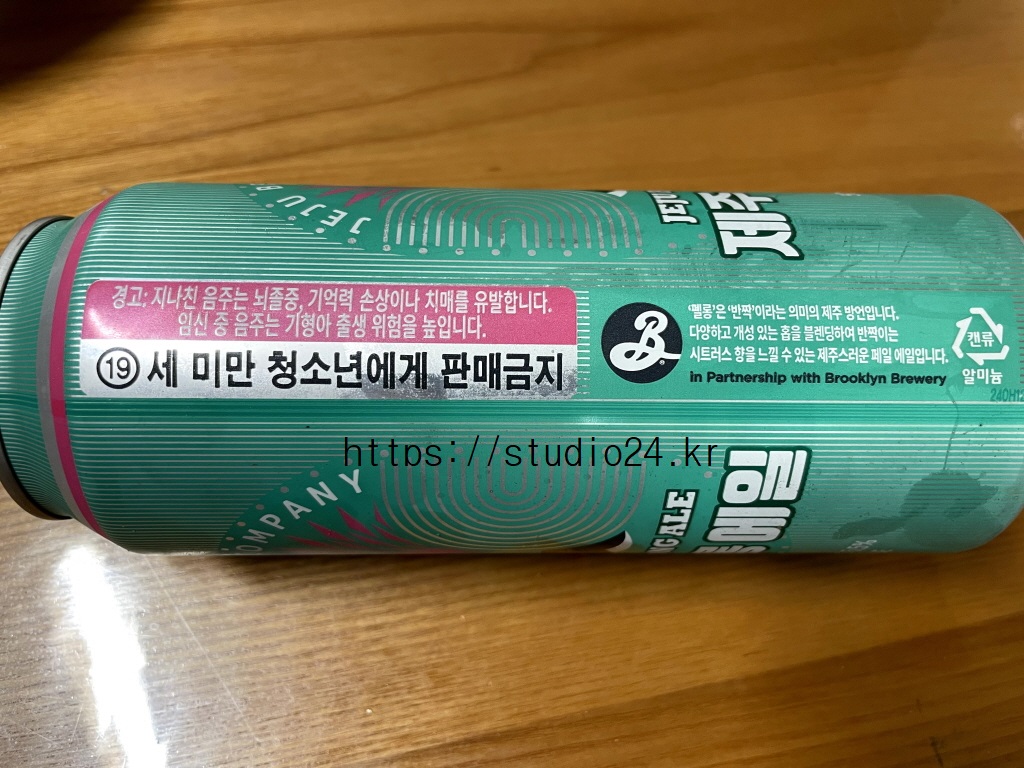 JEJU B
경고: 지나친 음주는 뇌졸중, 기억력 손상이나 치매를 유발합니다.
임신 중 음주는 기형아 출생 위험을 높입니다.
19 세 미만 청소년에게 판매금지
B
'멜롱'은 '반짝'이라는 의미의 제주 방언입니다.
다양하고 개성 있는 홉을 블렌딩하여 반짝이는
시트러스 향을 느낄 수 있는 제주스러운 페일 에일입니다.
in Partnership with Brooklyn Brewery
캔류
알미늄
240H12
제주
https://studio24.kr
OMPANY
NG ALE
에일